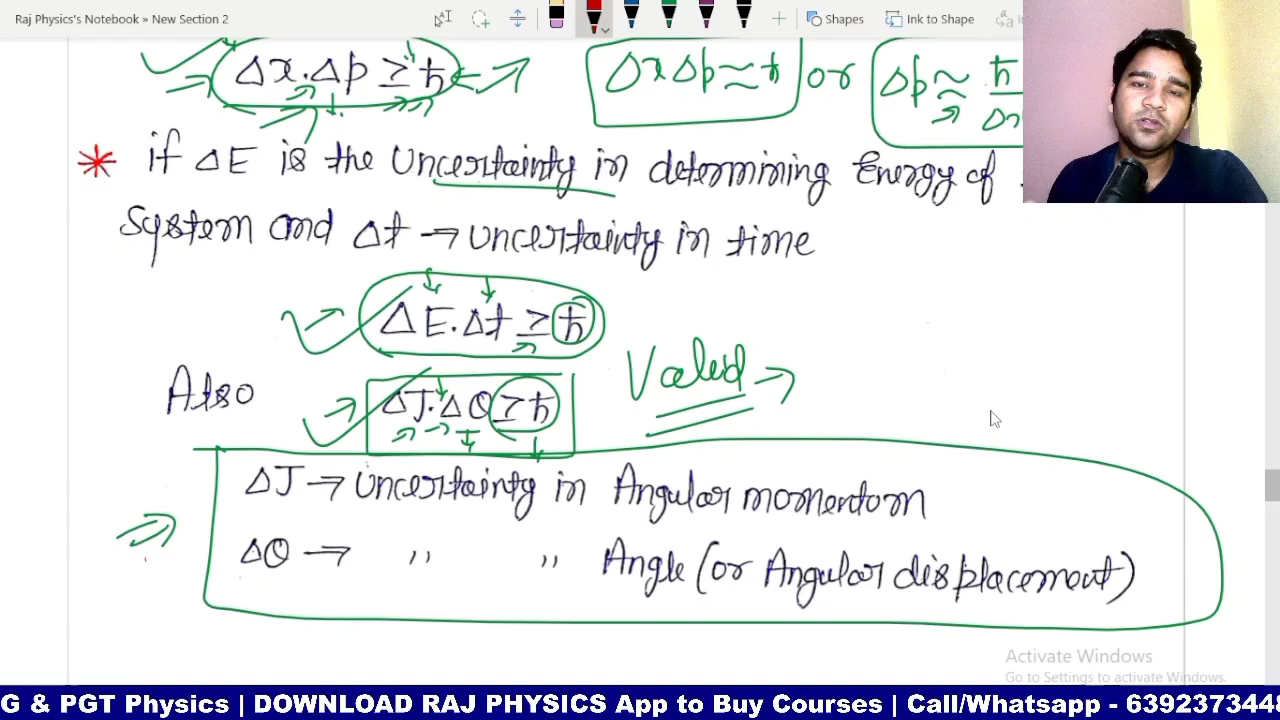 Raj Physics's Notebook » New Section 2
Shapes
Ink to Shape
Δx.Δp ≥ ħ
ΔxΔp ≈ ħ or Δp ≈ ħ/Δx
* if ΔE is the Uncertainty in determining Energy of
System and Δt → Uncertainty in time
ΔE.Δt ≥ ħ
Also
ΔJ.Δθ ≥ ħ
Valed →
ΔJ → Uncertainty in Angular momentom
Δθ → " " Angle (or Angular displacement)
Activate Windows
Go to Settings to activate Windows.
G & PGT Physics | DOWNLOAD RAJ PHYSICS App to Buy Courses | Call/Whatsapp - 639237344